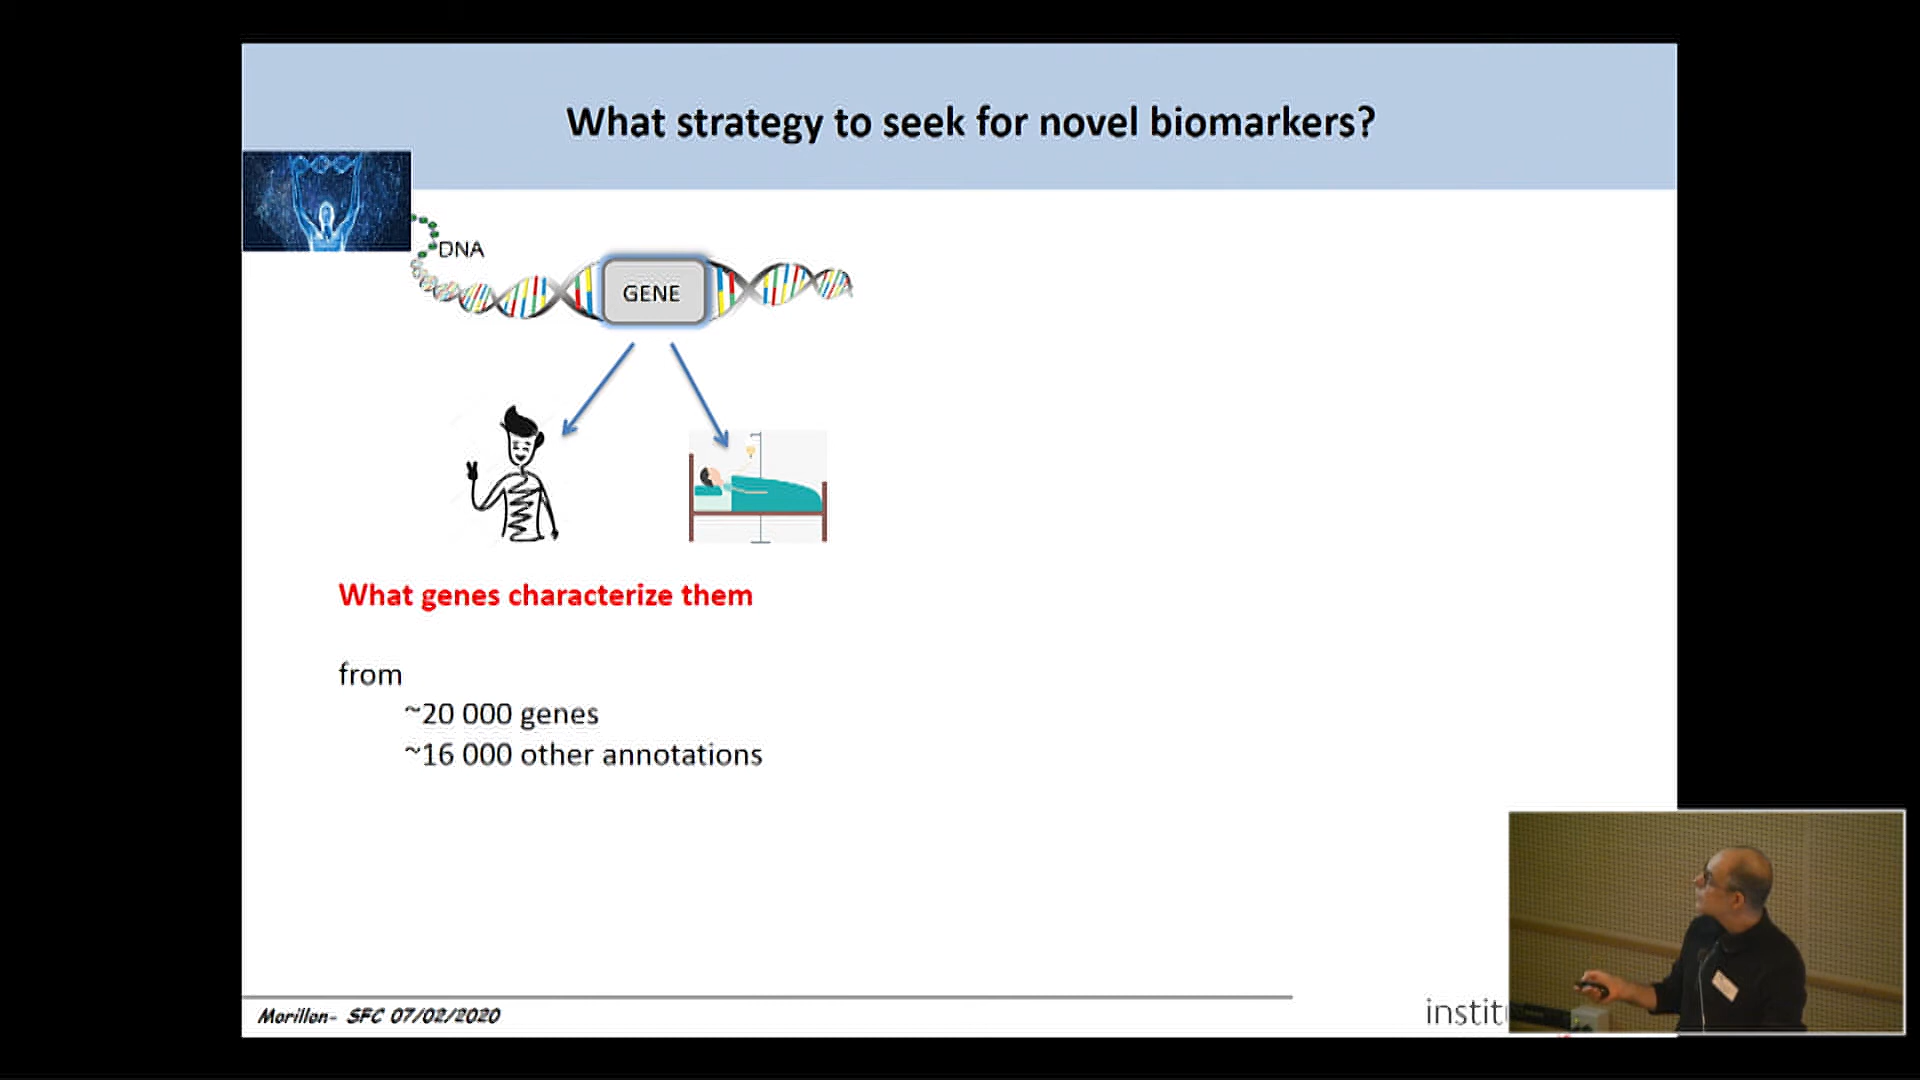 What strategy to seek for novel biomarkers?
DNA
GENE
What genes characterize them
from
~20 000 genes
~16 000 other annotations
Morillon- SFC 07/02/2020
instit